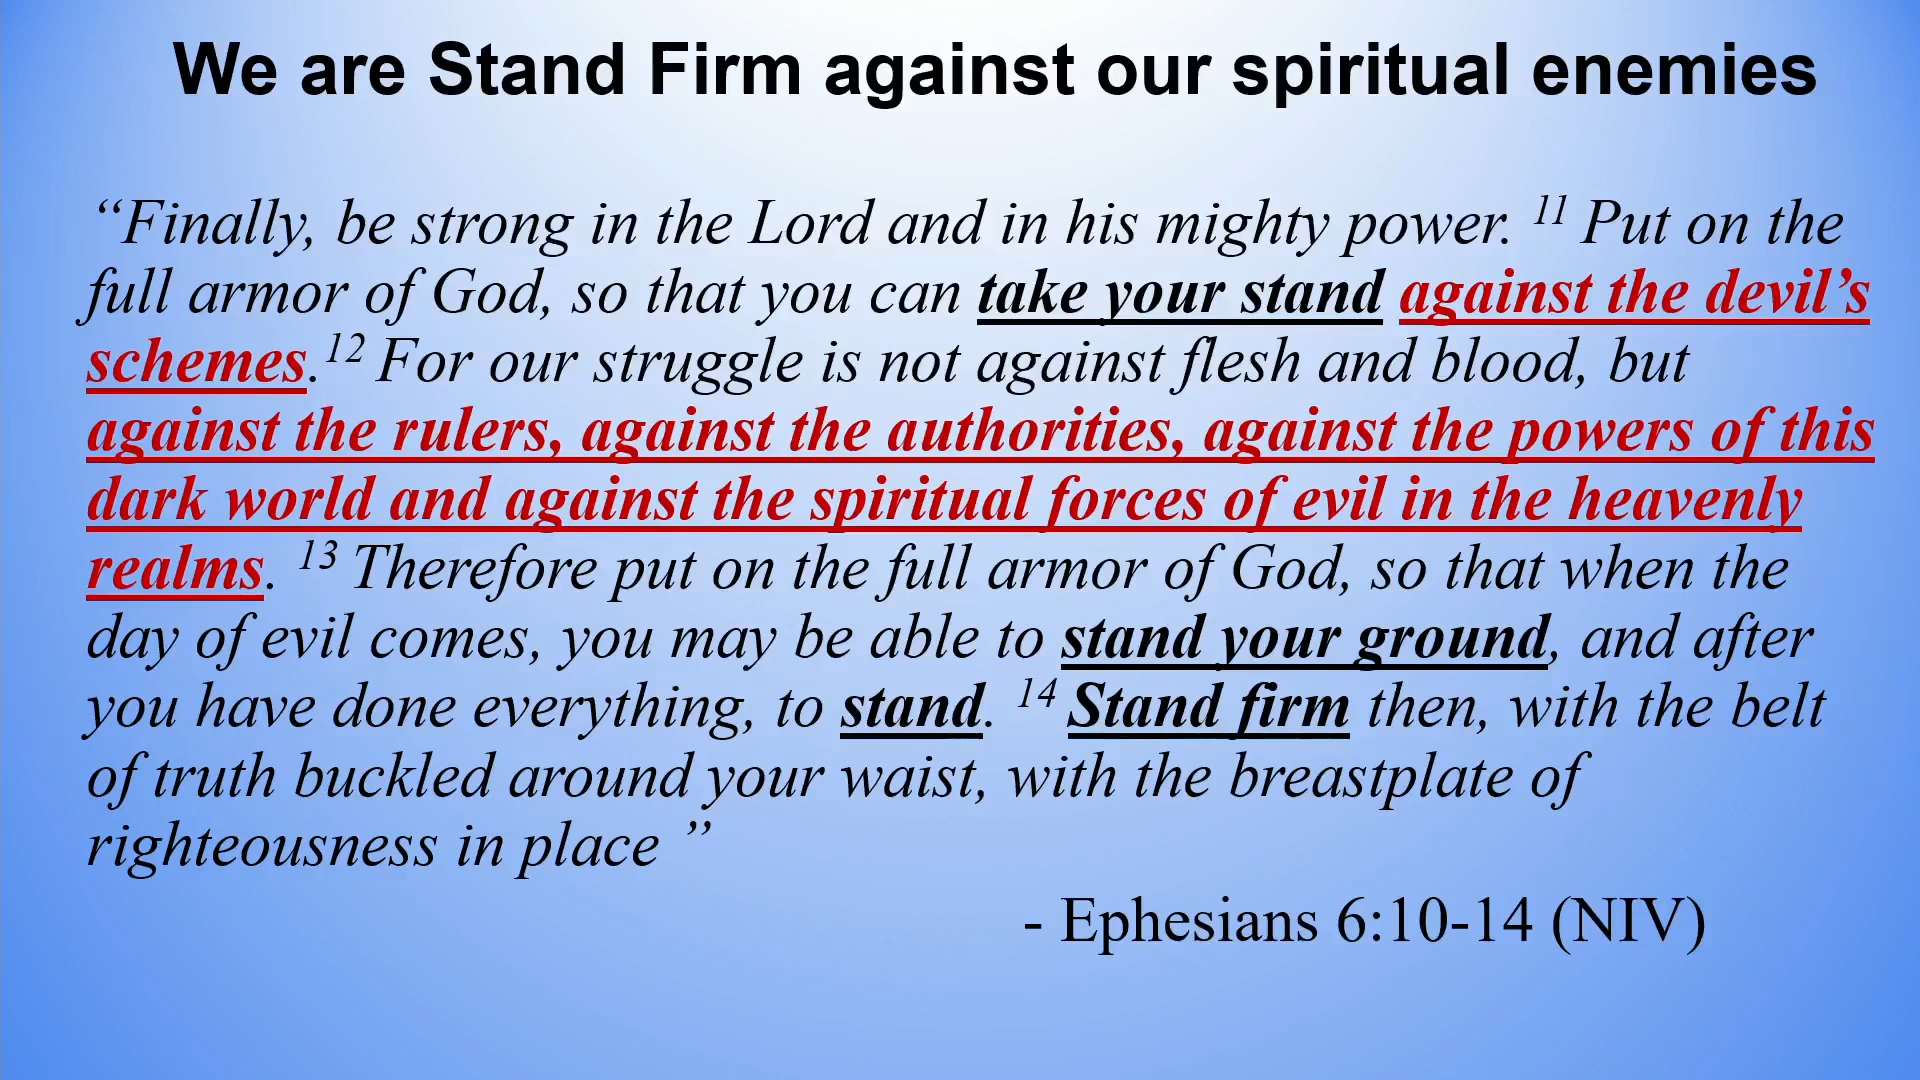 We are Stand Firm against our spiritual enemies
“Finally, be strong in the Lord and in his mighty power. 11 Put on the
full armor of God, so that you can take your stand against the devil’s
schemes.12 For our struggle is not against flesh and blood, but
against the rulers, against the authorities, against the powers of this
dark world and against the spiritual forces of evil in the heavenly
realms. 13 Therefore put on the full armor of God, so that when the
day of evil comes, you may be able to stand your ground, and after
you have done everything, to stand. 14 Stand firm then, with the belt
of truth buckled around your waist, with the breastplate of
righteousness in place ”
- Ephesians 6:10-14 (NIV)